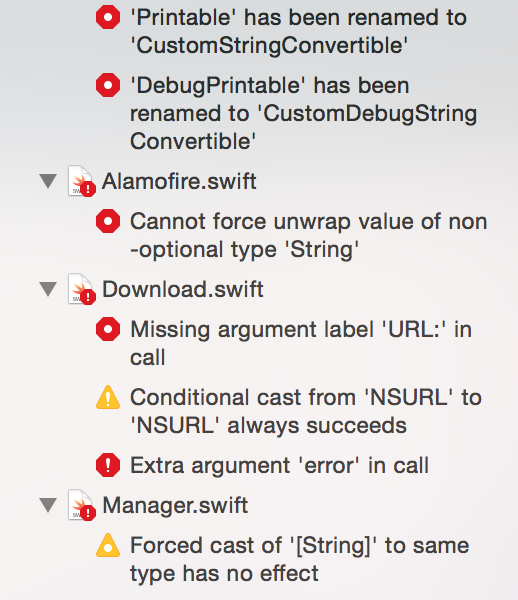 'Printable' has been renamed to
'CustomStringConvertible'
'DebugPrintable' has been
renamed to 'CustomDebugString
Convertible'
Alamofire.swift
Cannot force unwrap value of non
-optional type 'String'
Download.swift
Missing argument label 'URL:' in
call
Conditional cast from 'NSURL' to
'NSURL' always succeeds
Extra argument 'error' in call
Manager.swift
Forced cast of '[String]' to same
type has no effect